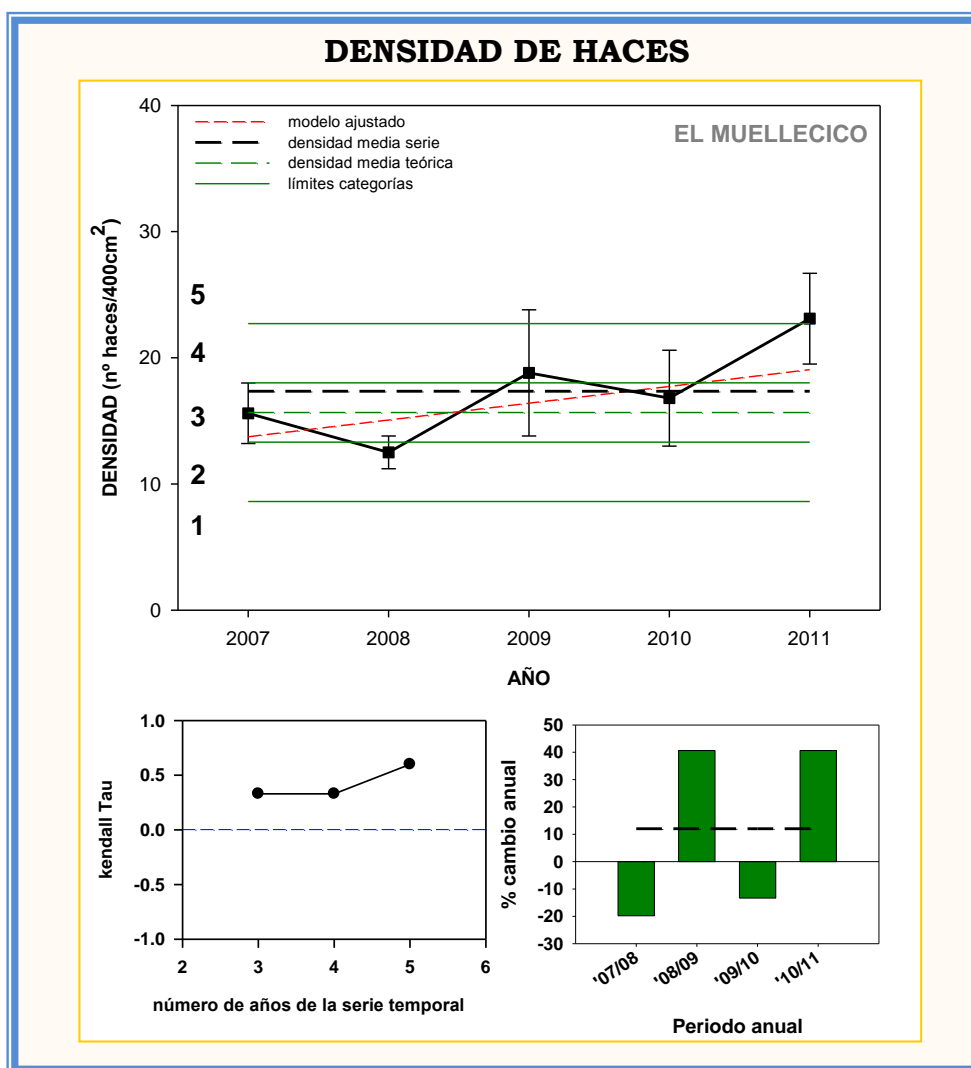 DENSIDAD DE HACES
EL MUELLECICO
modelo ajustado
densidad media serie
densidad media teórica
límites categorías
DENSIDAD (nº haces/400cm²)
40
30
20
10
0
5
4
3
2
1
2007 2008 2009 2010 2011
AÑO
kendall Tau
1.0
0.5
0.0
-0.5
-1.0
2 3 4 5 6
número de años de la serie temporal
% cambio anual
50
40
30
20
10
0
-10
-20
-30
'07/08 '08/09 '09/10 '10/11
Periodo anual